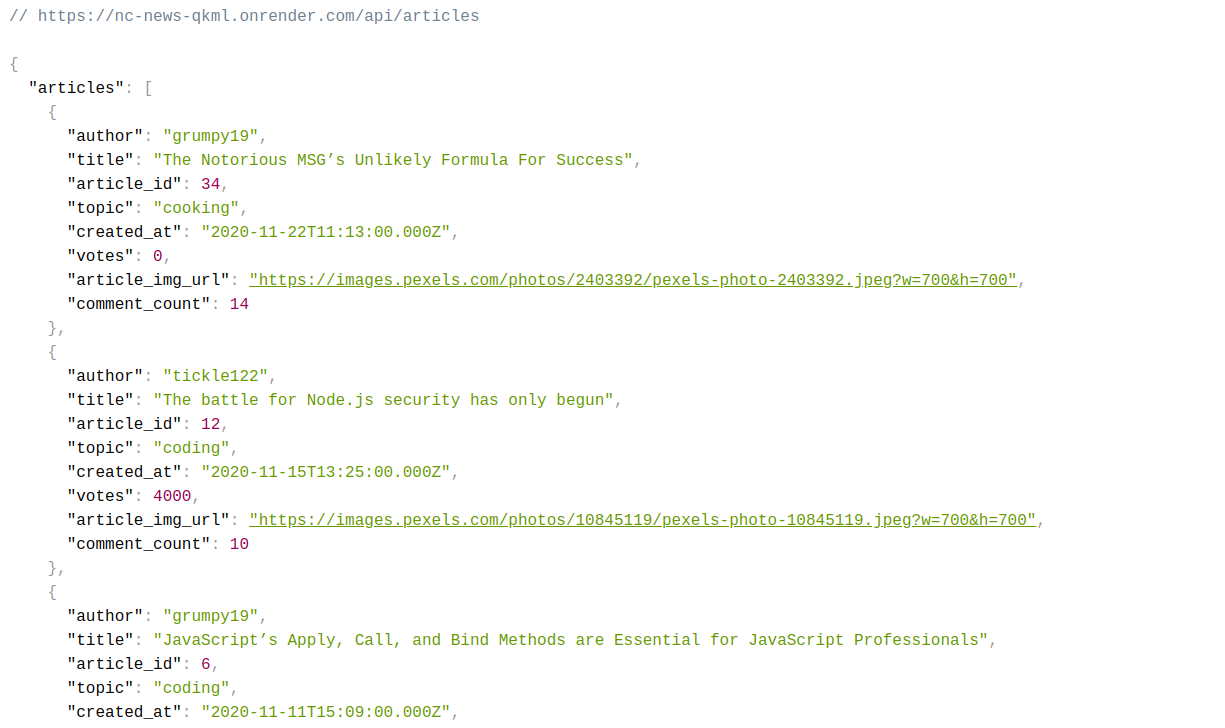 // https://nc-news-qkml.onrender.com/api/articles
{
"articles": [
{
"author": "grumpy19",
"title": "The Notorious MSG’s Unlikely Formula For Success",
"article_id": 34,
"topic": "cooking",
"created_at": "2020-11-22T11:13:00.000Z",
"votes": 0,
"article_img_url": "https://images.pexels.com/photos/2403392/pexels-photo-2403392.jpeg?w=700&h=700",
"comment_count": 14
},
{
"author": "tickle122",
"title": "The battle for Node.js security has only begun",
"article_id": 12,
"topic": "coding",
"created_at": "2020-11-15T13:25:00.000Z",
"votes": 4000,
"article_img_url": "https://images.pexels.com/photos/10845119/pexels-photo-10845119.jpeg?w=700&h=700",
"comment_count": 10
},
{
"author": "grumpy19",
"title": "JavaScript’s Apply, Call, and Bind Methods are Essential for JavaScript Professionals",
"article_id": 6,
"topic": "coding",
"created_at": "2020-11-11T15:09:00.000Z",